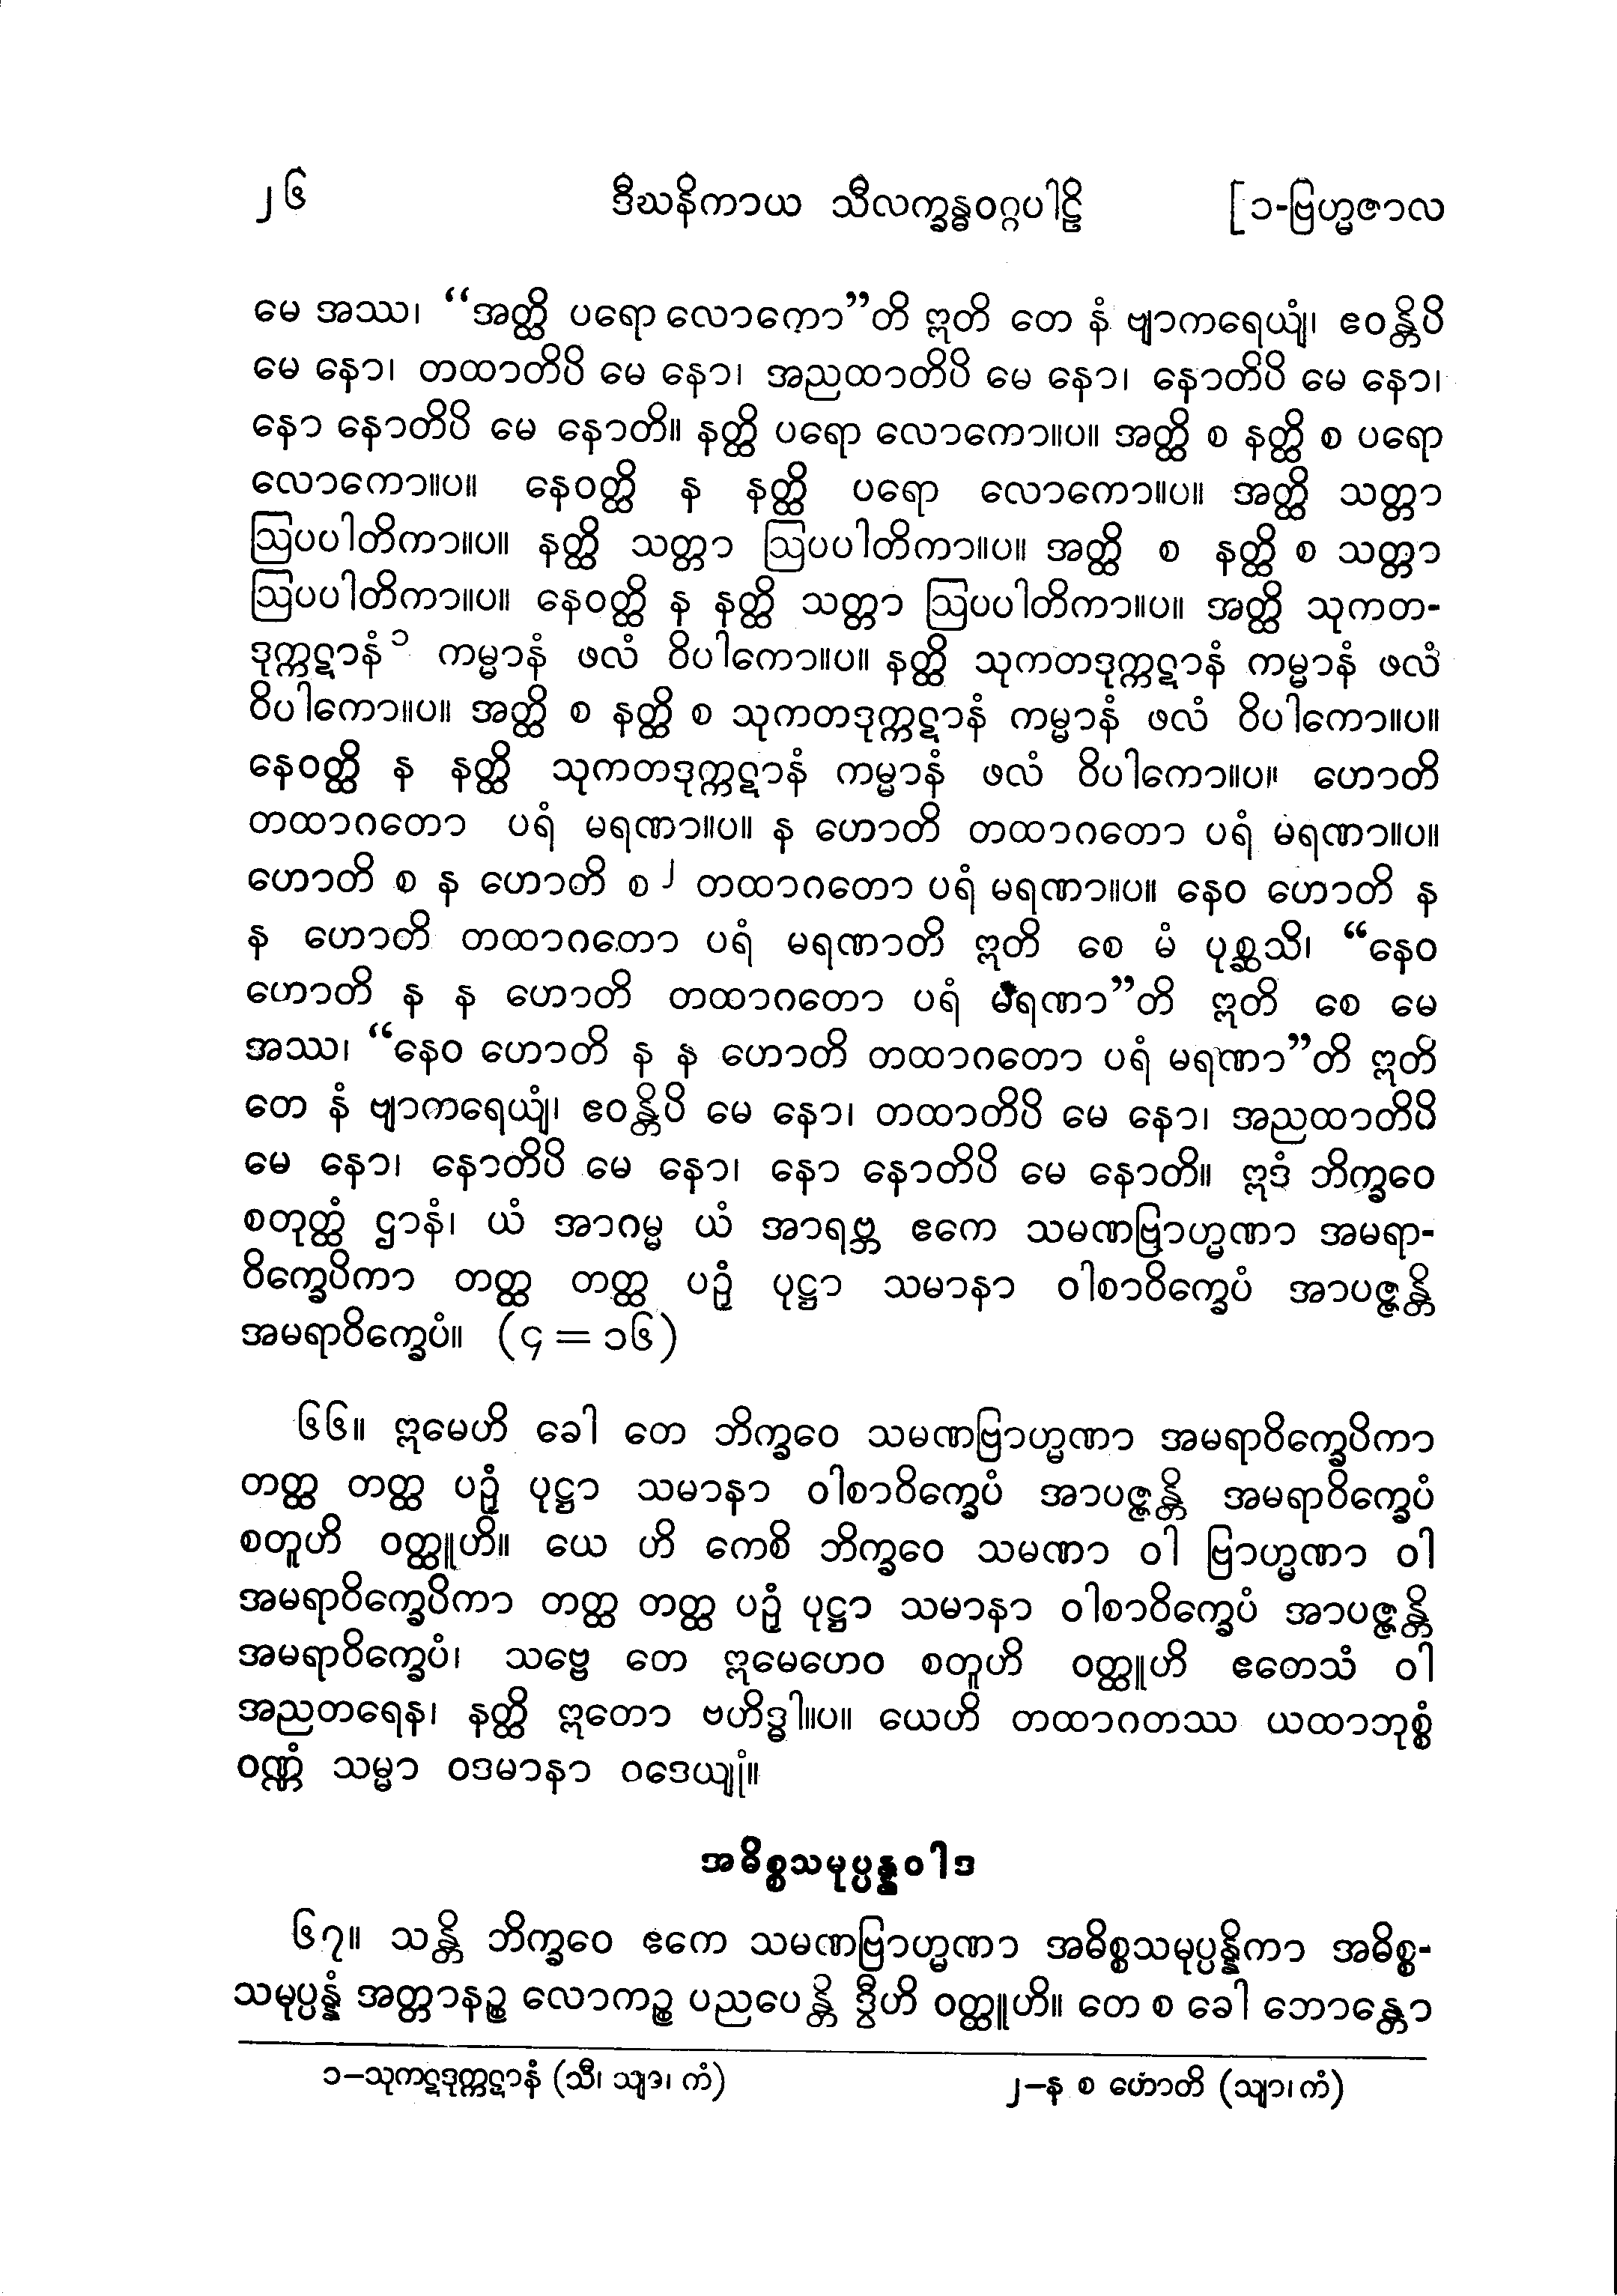 ၂၆ ဒီဃနိကာယ သီလက္ခန္ဓဝဂ္ဂပါဠိ [၁-ဗြဟ္မဇာလ
မေ အဿ၊ “အတ္ထိ ပရော လောကော”တိ ဣတိ တေ နံ ဗျာကရေယျံ၊ ဧဝန္တိပိ
မေ နော၊ တထာတိပိ မေ နော၊ အညထာတိပိ မေ နော၊ နောတိပိ မေ နော၊
နော နောတိပိ မေ နောတိ။ နတ္ထိ ပရော လောကော။ပ။ အတ္ထိ စ နတ္ထိ စ ပရော
လောကော။ပ။ နေဝတ္ထိ န နတ္ထိ ပရော လောကော။ပ။ အတ္ထိ သတ္တာ
ဩပပါတိကာ။ပ။ နတ္ထိ သတ္တာ ဩပပါတိကာ။ပ။ အတ္ထိ စ နတ္ထိ စ သတ္တာ
ဩပပါတိကာ။ပ။ နေဝတ္ထိ န နတ္ထိ သတ္တာ ဩပပါတိကာ။ပ။ အတ္ထိ သုကတ-
ဒုက္ကဋာနံ၁ ကမ္မာနံ ဖလံ ဝိပါကော။ပ။ နတ္ထိ သုကတဒုက္ကဋာနံ ကမ္မာနံ ဖလံ
ဝိပါကော။ပ။ အတ္ထိ စ နတ္ထိ စ သုကတဒုက္ကဋာနံ ကမ္မာနံ ဖလံ ဝိပါကော။ပ။
နေဝတ္ထိ န နတ္ထိ သုကတဒုက္ကဋာနံ ကမ္မာနံ ဖလံ ဝိပါကော။ပ။ ဟောတိ
တထာဂတော ပရံ မရဏာ။ပ။ န ဟောတိ တထာဂတော ပရံ မရဏာ။ပ။
ဟောတိ စ န ဟောတိ စ၂ တထာဂတော ပရံ မရဏာ။ပ။ နေဝ ဟောတိ န
န ဟောတိ တထာဂတော ပရံ မရဏာတိ ဣတိ စေ မံ ပုစ္ဆသိ၊ “နေဝ
ဟောတိ န န ဟောတိ တထာဂတော ပရံ မရဏာ”တိ ဣတိ စေ မေ
အဿ၊ “နေဝ ဟောတိ န န ဟောတိ တထာဂတော ပရံ မရဏာ”တိ ဣတိ
တေ နံ ဗျာကရေယျံ၊ ဧဝန္တိပိ မေ နော၊ တထာတိပိ မေ နော၊ အညထာတိပိ
မေ နော၊ နောတိပိ မေ နော၊ နော နောတိပိ မေ နောတိ။ ဣဒံ ဘိက္ခဝေ
စတုတ္ထံ ဌာနံ၊ ယံ အာဂမ္မ ယံ အာရဗ္ဘ ဧကေ သမဏဗြာဟ္မဏာ အမရာ-
ဝိက္ခေပိကာ တတ္ထ တတ္ထ ပဉှံ ပုဋ္ဌာ သမာနာ ဝါစာဝိက္ခေပံ အာပဇ္ဇန္တိ
အမရာဝိက္ခေပံ။ (၄ = ၁၆)
၆၆။ ဣမေဟိ ခေါ တေ ဘိက္ခဝေ သမဏဗြာဟ္မဏာ အမရာဝိက္ခေပိကာ
တတ္ထ တတ္ထ ပဉှံ ပုဋ္ဌာ သမာနာ ဝါစာဝိက္ခေပံ အာပဇ္ဇန္တိ အမရာဝိက္ခေပံ
စတူဟိ ဝတ္ထူဟိ။ ယေ ဟိ ကေစိ ဘိက္ခဝေ သမဏာ ဝါ ဗြာဟ္မဏာ ဝါ
အမရာဝိက္ခေပိကာ တတ္ထ တတ္ထ ပဉှံ ပုဋ္ဌာ သမာနာ ဝါစာဝိက္ခေပံ အာပဇ္ဇန္တိ
အမရာဝိက္ခေပံ၊ သဗ္ဗေ တေ ဣမေဟေဝ စတူဟိ ဝတ္ထူဟိ ဧတေသံ ဝါ
အညတရေန၊ နတ္ထိ ဣတော ဗဟိဒ္ဓါ။ပ။ ယေဟိ တထာဂတဿ ယထာဘုစ္စံ
ဝဏ္ဏံ သမ္မာ ဝဒမာနာ ဝဒေယျုံ။
အဓိစ္စသမုပ္ပန္နဝါဒ
၆၇။ သန္တိ ဘိက္ခဝေ ဧကေ သမဏဗြာဟ္မဏာ အဓိစ္စသမုပ္ပန္နိကာ အဓိစ္စ-
သမုပ္ပန္နံ အတ္တာနဉ္စ လောကဉ္စ ပညပေန္တိ ဒွီဟိ ဝတ္ထူဟိ။ တေ စ ခေါ ဘောန္တော
၁–သုကဋဒုက္ကဋာနံ (သီ၊ သျာ၊ ကံ) ၂–န စ ဟောတိ (သျာ၊ ကံ)